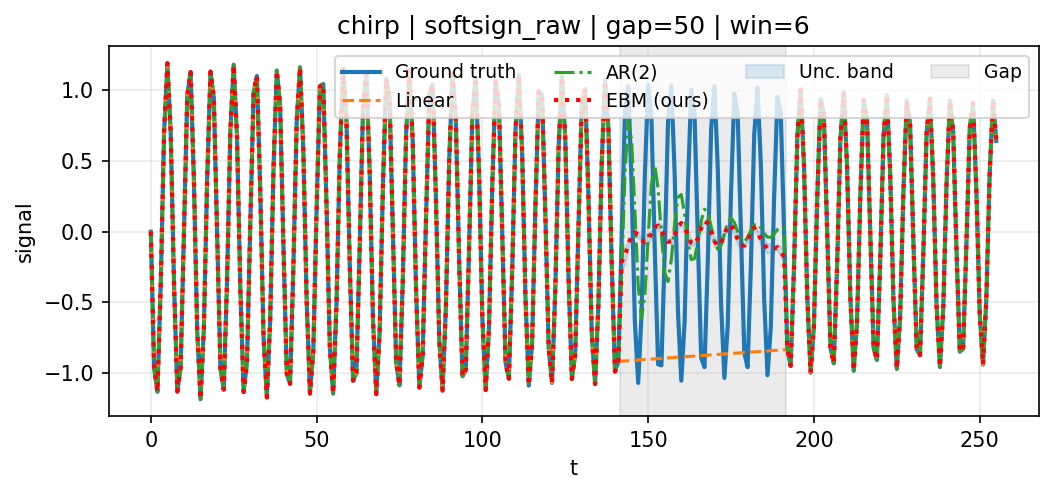 chirp | softsign_raw | gap=50 | win=6
Ground truth
Linear
AR(2)
EBM (ours)
Unc. band
Gap
signal
1.0
0.5
0.0
−0.5
−1.0
0
50
100
150
200
250
t